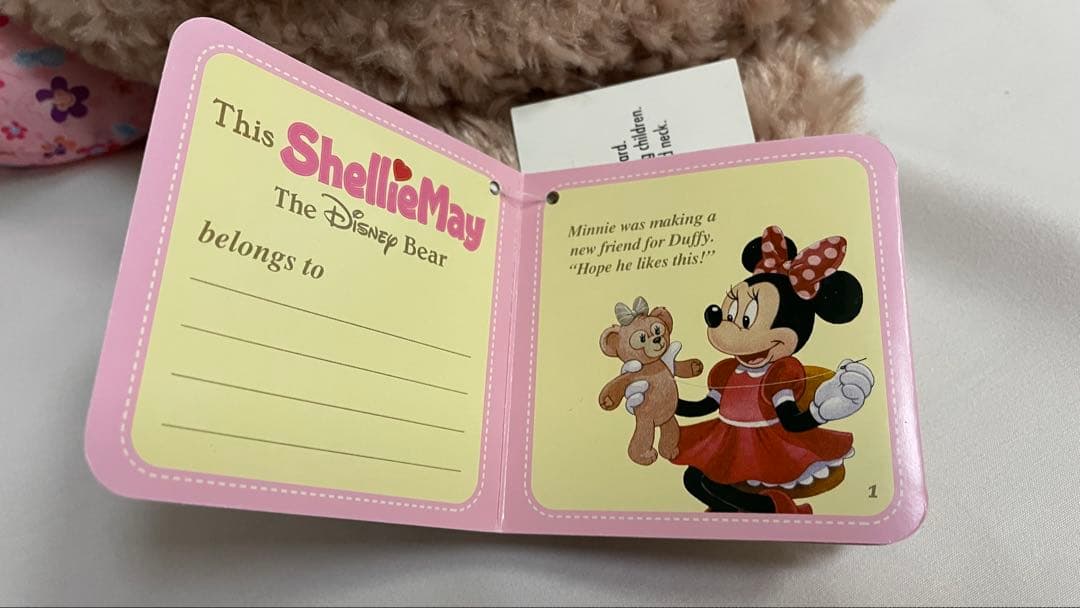 This ShellieMay
The Disney Bear
belongs to
Minnie was making a
new friend for Duffy.
“Hope he likes this!”
1
children.
neck.